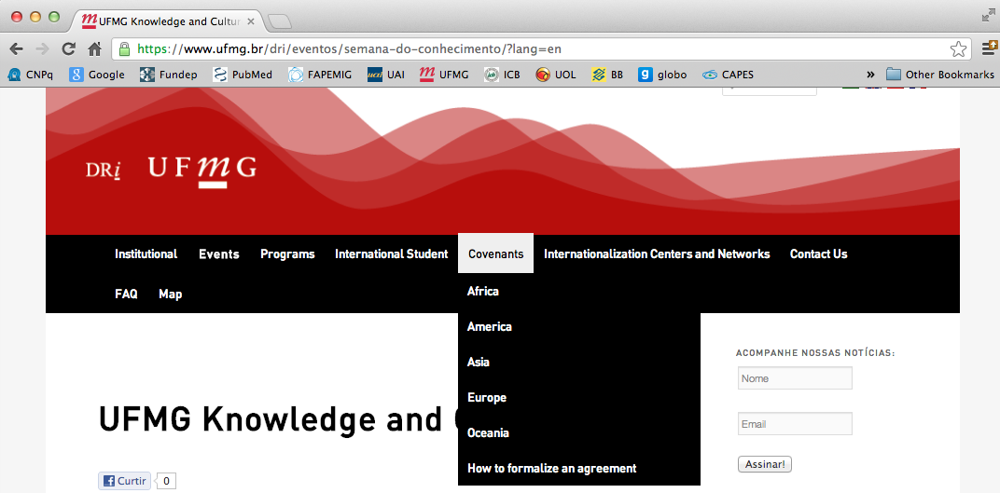 UFMG Knowledge and Cultur
https://www.ufmg.br/dri/eventos/semana-do-conhecimento/?lang=en
CNPq Google Fundep PubMed FAPEMIG uci UAI UFMG ICB UOL BB globo CAPES » Other Bookmarks
DRi UFmG
Institutional Events Programs International Student Covenants Internationalization Centers and Networks Contact Us
FAQ Map
Africa
America
Asia
Europe
Oceania
How to formalize an agreement
UFMG Knowledge and
Curtir 0
ACOMPANHE NOSSAS NOTÍCIAS:
Nome
Email
Assinar!